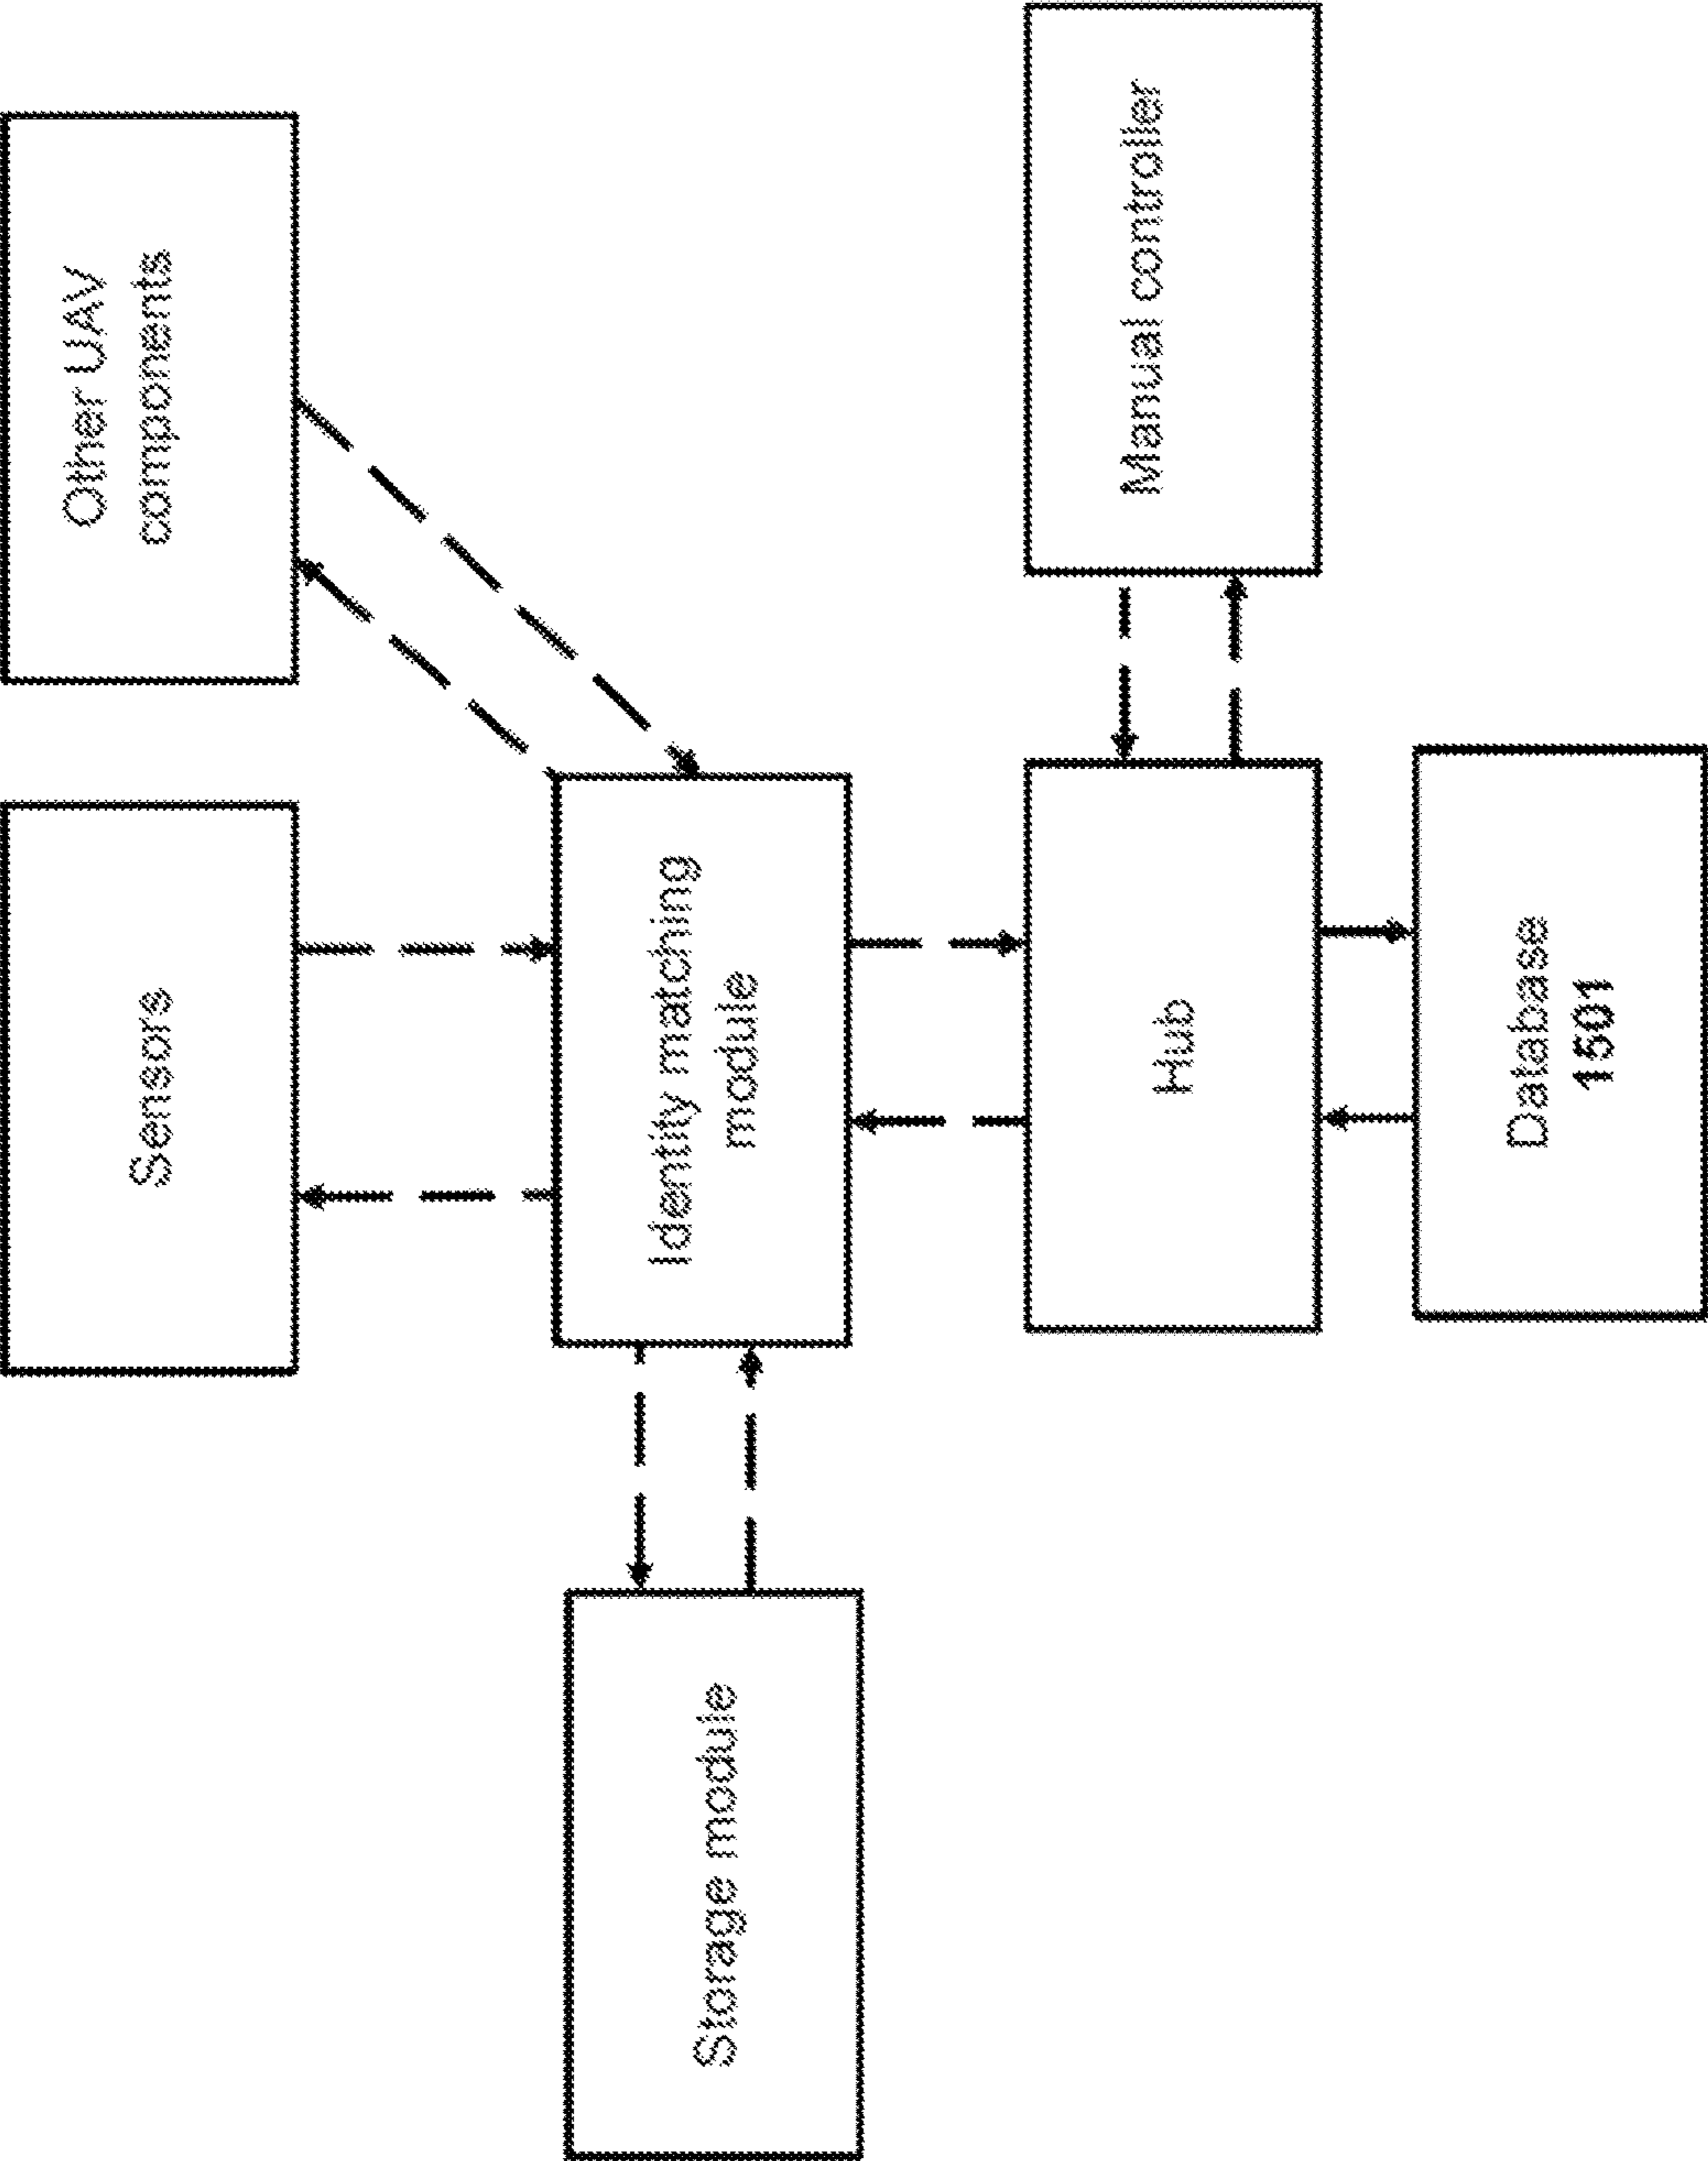 Sensors
Other UAV
components
Storage module
Identity matching
module
Hub
Manual controller
Database
1501